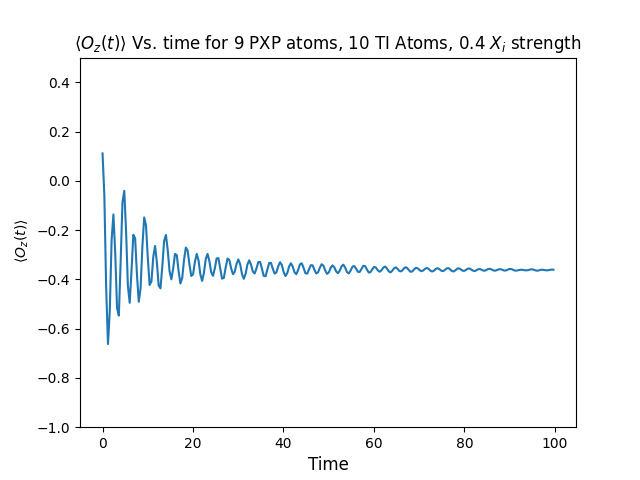 ⟨O_z(t)⟩ Vs. time for 9 PXP atoms, 10 TI Atoms, 0.4 X_i strength
0.4
0.2
0.0
−0.2
−0.4
−0.6
−0.8
−1.0
⟨O_z(t)⟩
0 20 40 60 80 100
Time